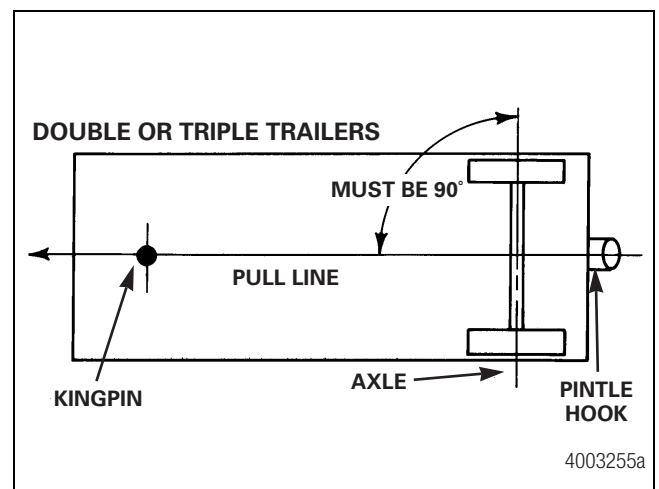 DOUBLE OR TRIPLE TRAILERS
MUST BE 90°
PULL LINE
AXLE
KINGPIN
PINTLE
HOOK
4003255a